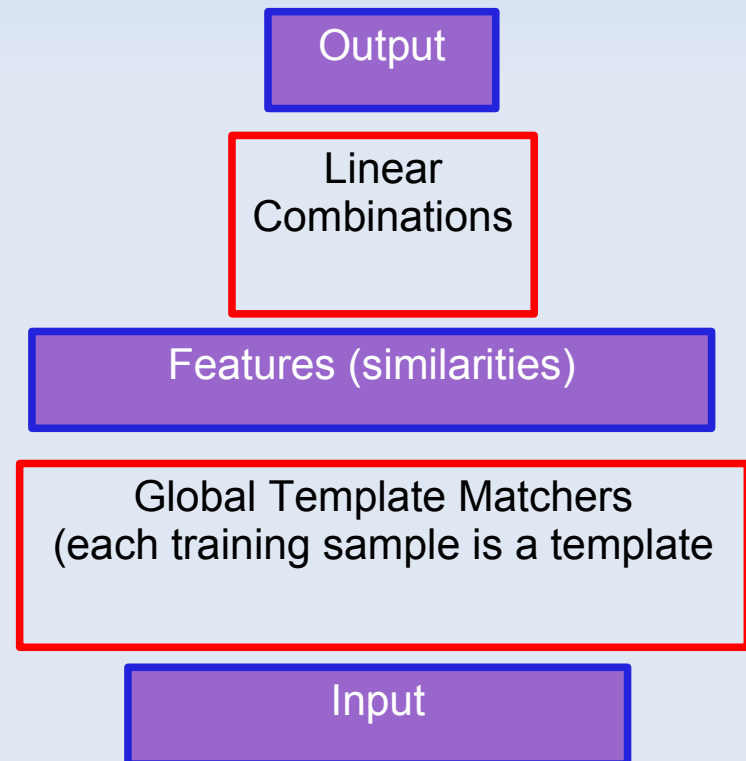 Output
Linear
Combinations
Features (similarities)
Global Template Matchers
(each training sample is a template
Input